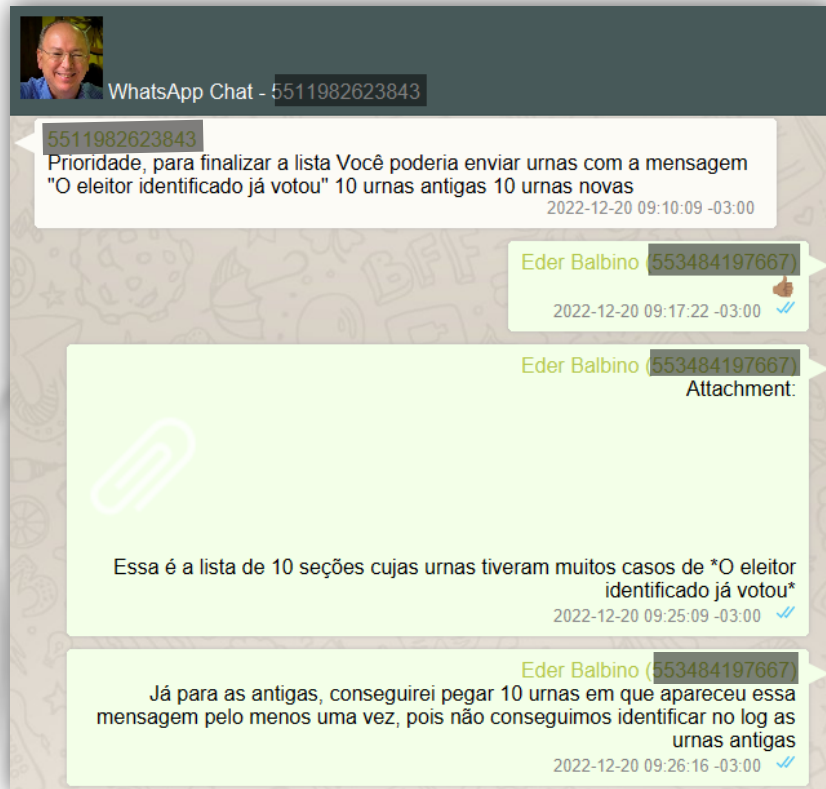 WhatsApp Chat - 5511982623843
5511982623843
Prioridade, para finalizar a lista Você poderia enviar urnas com a mensagem
"O eleitor identificado já votou" 10 urnas antigas 10 urnas novas
2022-12-20 09:10:09 -03:00
Eder Balbino (553484197667)
👍🏽
2022-12-20 09:17:22 -03:00
Eder Balbino (553484197667)
Attachment:
Essa é a lista de 10 seções cujas urnas tiveram muitos casos de *O eleitor
identificado já votou*
2022-12-20 09:25:09 -03:00
Eder Balbino (553484197667)
Já para as antigas, conseguirei pegar 10 urnas em que apareceu essa
mensagem pelo menos uma vez, pois não conseguimos identificar no log as
urnas antigas
2022-12-20 09:26:16 -03:00